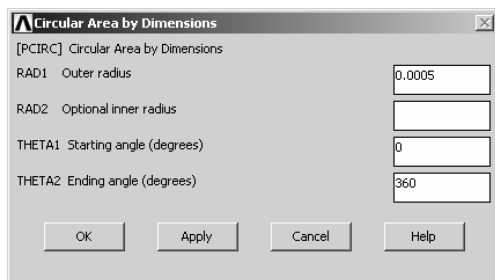 Circular Area by Dimensions
[PCIRC] Circular Area by Dimensions
RAD1 Outer radius 0.0005
RAD2 Optional inner radius
THETA1 Starting angle (degrees) 0
THETA2 Ending angle (degrees) 360
OK Apply Cancel Help